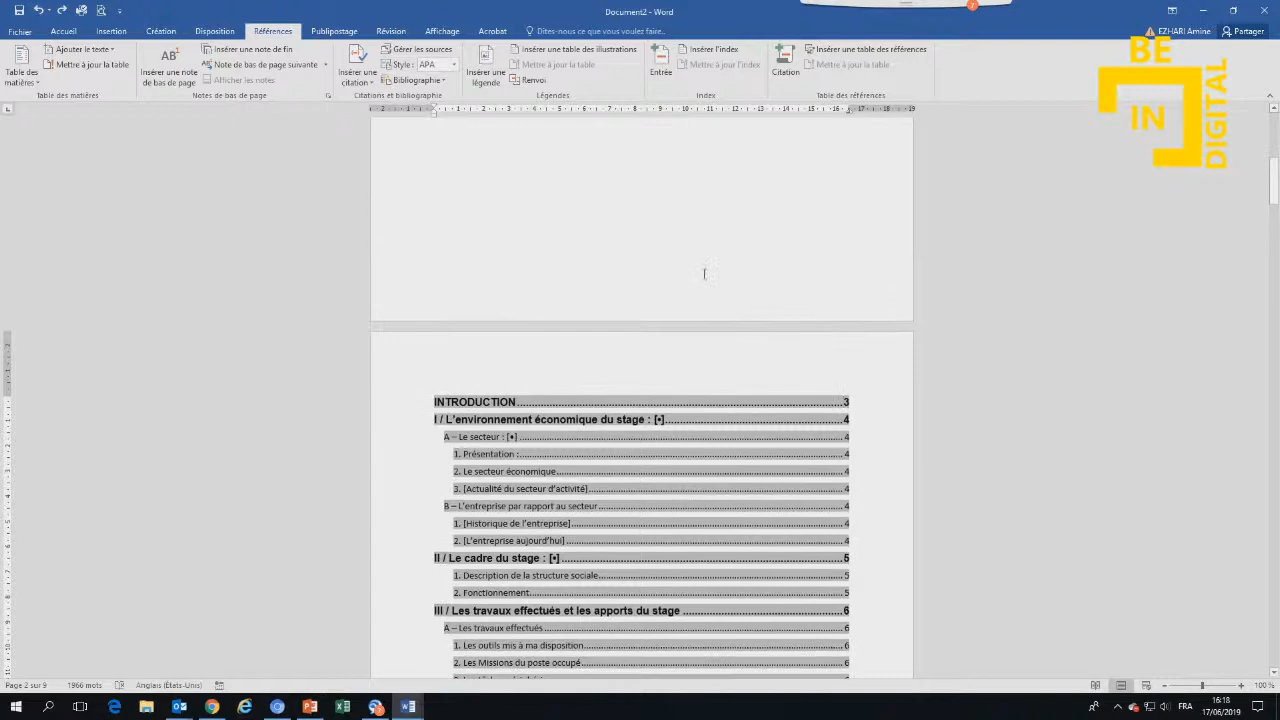 Document2 - Word
EZHARI Amine
Partager
Fichier Accueil Insertion Création Disposition Références Publipostage Révision Affichage Acrobat Dites-nous ce que vous voulez faire..
Table des matières
Ajouter le texte
Mettre à jour la table
Table des matières
AB¹
Insérer une note de bas de page
Insérer une note de fin
Note de bas de page suivante
Afficher les notes
Notes de bas de page
Insérer une citation
Gérer les sources
Style : APA
Bibliographie
Citations et bibliographie
Insérer une légende
Insérer une table des illustrations
Mettre à jour la table
Renvoi
Légendes
Entrée
Insérer l'index
Mettre à jour l'index
Index
Citation
Insérer une table des références
Mettre à jour la table
Table des références
BE
IN
DIGITAL
INTRODUCTION 3
I / L'environnement économique du stage : [•] 4
A – Le secteur : [•] 4
1. Présentation : 4
2. Le secteur économique 4
3. [Actualité du secteur d'activité] 4
B – L'entreprise par rapport au secteur 4
1. [Historique de l'entreprise] 4
2. [L'entreprise aujourd'hui] 4
II / Le cadre du stage : [•] 5
1. Description de la structure sociale 5
2. Fonctionnement 5
III / Les travaux effectués et les apports du stage 6
A – Les travaux effectués 6
1. Les outils mis à ma disposition 6
2. Les Missions du poste occupé 6
Page 2 sur 9 1966 mots Anglais (États-Unis) 100 %
FRA
16:18
17/06/2019